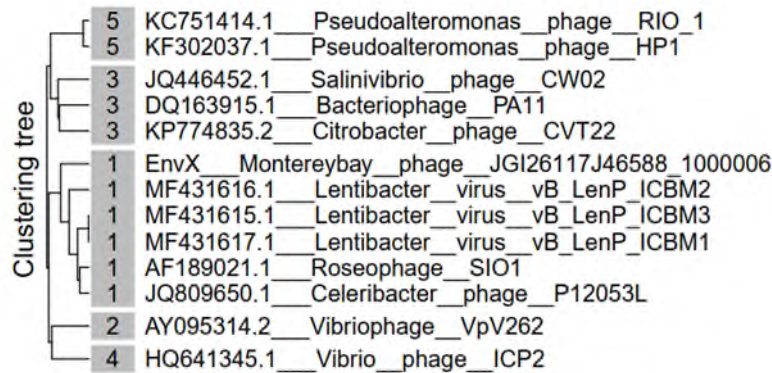 Clustering tree
5 KC751414.1___Pseudoalteromonas__phage__RIO_1
5 KF302037.1___Pseudoalteromonas__phage__HP1
3 JQ446452.1___Salinivibrio__phage__CW02
3 DQ163915.1___Bacteriophage__PA11
3 KP774835.2___Citrobacter__phage__CVT22
1 EnvX___Montereybay__phage__JGI26117J46588_1000006
1 MF431616.1___Lentibacter__virus__vB_LenP_ICBM2
1 MF431615.1___Lentibacter__virus__vB_LenP_ICBM3
1 MF431617.1___Lentibacter__virus__vB_LenP_ICBM1
1 AF189021.1___Roseophage__SIO1
1 JQ809650.1___Celeribacter__phage__P12053L
2 AY095314.2___Vibriophage__VpV262
4 HQ641345.1___Vibrio__phage__ICP2